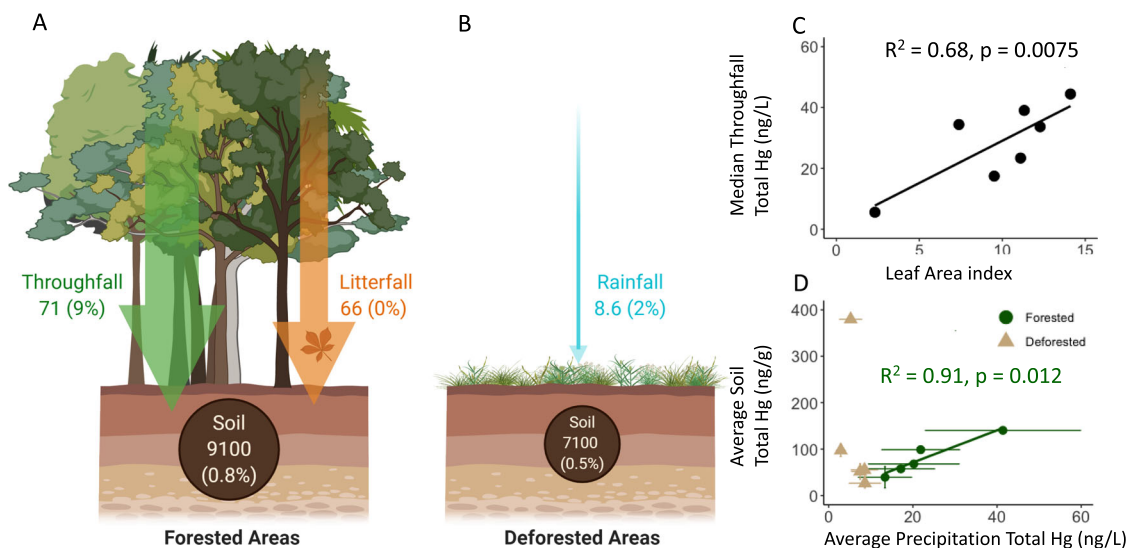 A
Throughfall
71 (9%)
Litterfall
66 (0%)
Soil
9100
(0.8%)
Forested Areas
B
Rainfall
8.6 (2%)
Soil
7100
(0.5%)
Deforested Areas
C
R² = 0.68, p = 0.0075
Median Throughfall
Total Hg (ng/L)
60
40
20
0
0
5
10
15
Leaf Area index
D
Forested
Deforested
R² = 0.91, p = 0.012
Average Soil
Total Hg (ng/g)
400
300
200
100
0
0
20
40
60
Average Precipitation Total Hg (ng/L)